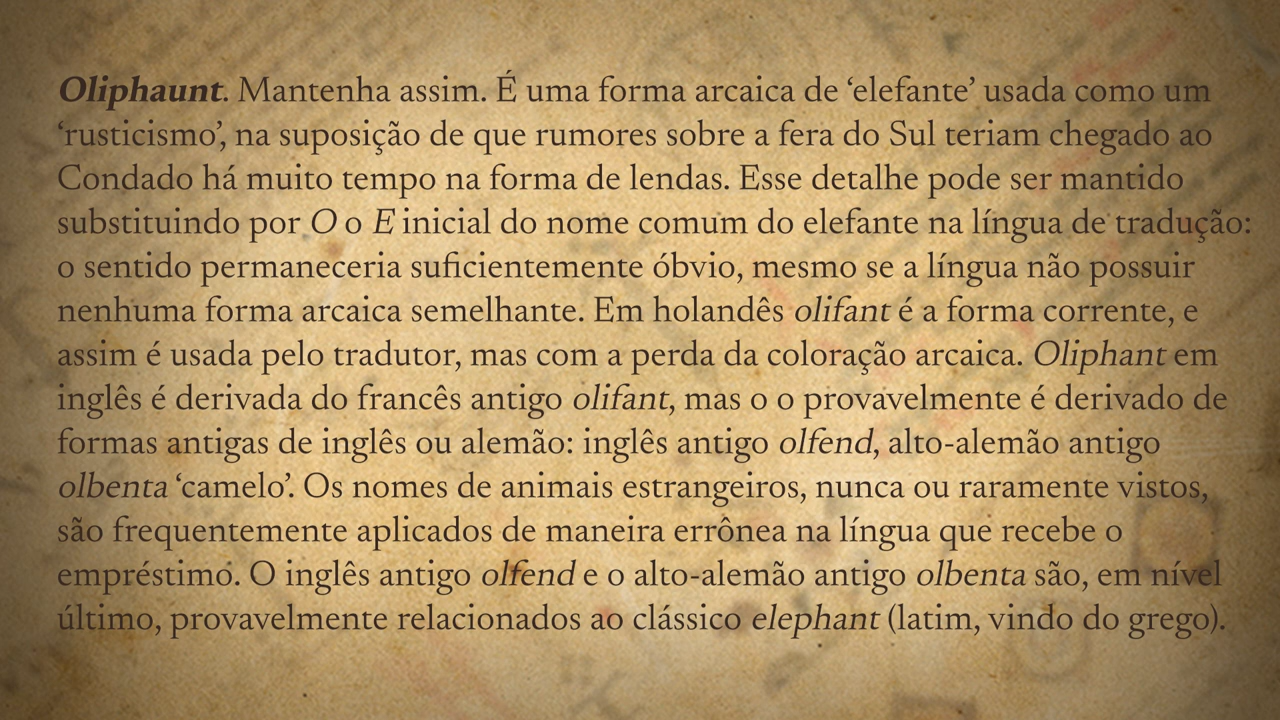 Oliphaunt. Mantenha assim. É uma forma arcaica de ‘elefante’ usada como um
‘rusticismo’, na suposição de que rumores sobre a fera do Sul teriam chegado ao
Condado há muito tempo na forma de lendas. Esse detalhe pode ser mantido
substituindo por O o E inicial do nome comum do elefante na língua de tradução:
o sentido permaneceria suficientemente óbvio, mesmo se a língua não possuir
nenhuma forma arcaica semelhante. Em holandês olifant é a forma corrente, e
assim é usada pelo tradutor, mas com a perda da coloração arcaica. Oliphant em
inglês é derivada do francês antigo olifant, mas o o provavelmente é derivado de
formas antigas de inglês ou alemão: inglês antigo olfend, alto-alemão antigo
olbenta ‘camelo’. Os nomes de animais estrangeiros, nunca ou raramente vistos,
são frequentemente aplicados de maneira errônea na língua que recebe o
empréstimo. O inglês antigo olfend e o alto-alemão antigo olbenta são, em nível
último, provavelmente relacionados ao clássico elephant (latim, vindo do grego).